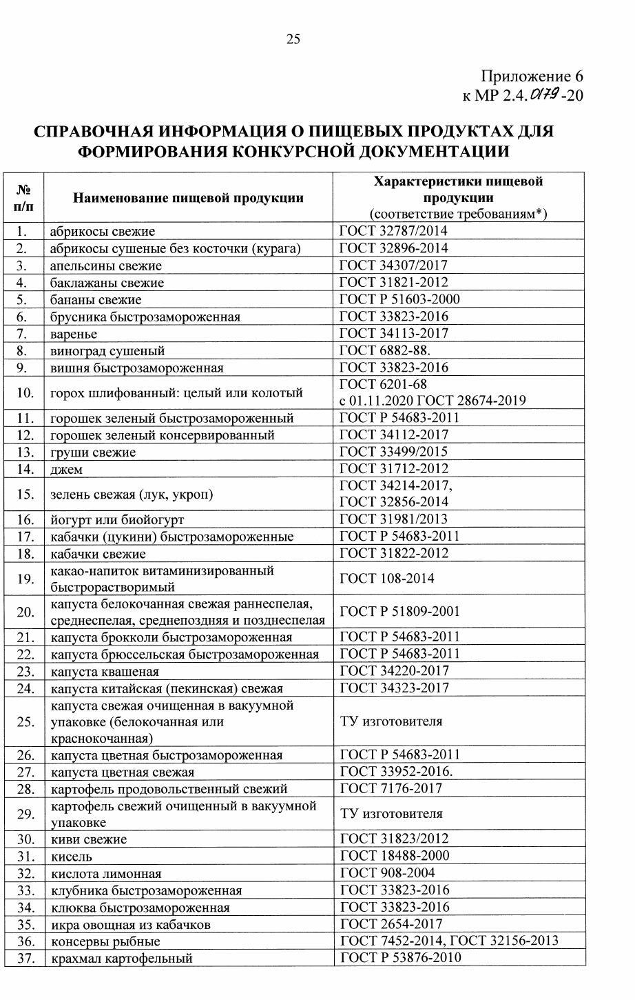 25
Приложение 6
к МР 2.4.0179-20
СПРАВОЧНАЯ ИНФОРМАЦИЯ О ПИЩЕВЫХ ПРОДУКТАХ ДЛЯ
ФОРМИРОВАНИЯ КОНКУРСНОЙ ДОКУМЕНТАЦИИ
№ п/п Наименование пищевой продукции Характеристики пищевой
продукции
(соответствие требованиям*)
1. абрикосы свежие ГОСТ 32787/2014
2. абрикосы сушеные без косточки (курага) ГОСТ 32896-2014
3. апельсины свежие ГОСТ 34307/2017
4. баклажаны свежие ГОСТ 31821-2012
5. бананы свежие ГОСТ Р 51603-2000
6. брусника быстрозамороженная ГОСТ 33823-2016
7. варенье ГОСТ 34113-2017
8. виноград сушеный ГОСТ 6882-88.
9. вишня быстрозамороженная ГОСТ 33823-2016
10. горох шлифованный: целый или колотый ГОСТ 6201-68
с 01.11.2020 ГОСТ 28674-2019
11. горошек зеленый быстрозамороженный ГОСТ Р 54683-2011
12. горошек зеленый консервированный ГОСТ 34112-2017
13. груши свежие ГОСТ 33499/2015
14. джем ГОСТ 31712-2012
15. зелень свежая (лук, укроп) ГОСТ 34214-2017,
ГОСТ 32856-2014
16. йогурт или биойогурт ГОСТ 31981/2013
17. кабачки (цукини) быстрозамороженные ГОСТ Р 54683-2011
18. кабачки свежие ГОСТ 31822-2012
19. какао-напиток витаминизированный
быстрорастворимый ГОСТ 108-2014
20. капуста белокочанная свежая раннеспелая,
среднеспелая, среднепоздняя и позднеспелая ГОСТ Р 51809-2001
21. капуста брокколи быстрозамороженная ГОСТ Р 54683-2011
22. капуста брюссельская быстрозамороженная ГОСТ Р 54683-2011
23. капуста квашеная ГОСТ 34220-2017
24. капуста китайская (пекинская) свежая ГОСТ 34323-2017
25. капуста свежая очищенная в вакуумной
упаковке (белокочанная или
краснокочанная) ТУ изготовителя
26. капуста цветная быстрозамороженная ГОСТ Р 54683-2011
27. капуста цветная свежая ГОСТ 33952-2016.
28. картофель продовольственный свежий ГОСТ 7176-2017
29. картофель свежий очищенный в вакуумной
упаковке ТУ изготовителя
30. киви свежие ГОСТ 31823/2012
31. кисель ГОСТ 18488-2000
32. кислота лимонная ГОСТ 908-2004
33. клубника быстрозамороженная ГОСТ 33823-2016
34. клюква быстрозамороженная ГОСТ 33823-2016
35. икра овощная из кабачков ГОСТ 2654-2017
36. консервы рыбные ГОСТ 7452-2014, ГОСТ 32156-2013
37. крахмал картофельный ГОСТ Р 53876-2010